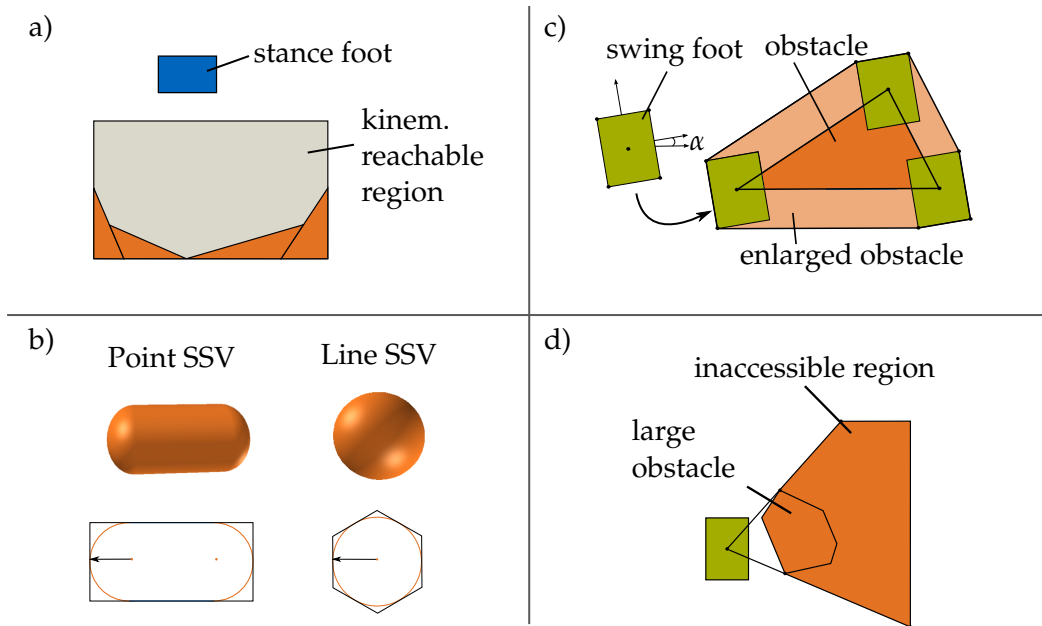 a)
stance foot
kinem.
reachable
region
b)
Point SSV
Line SSV
c)
swing foot
obstacle
α
enlarged obstacle
d)
inaccessible region
large
obstacle